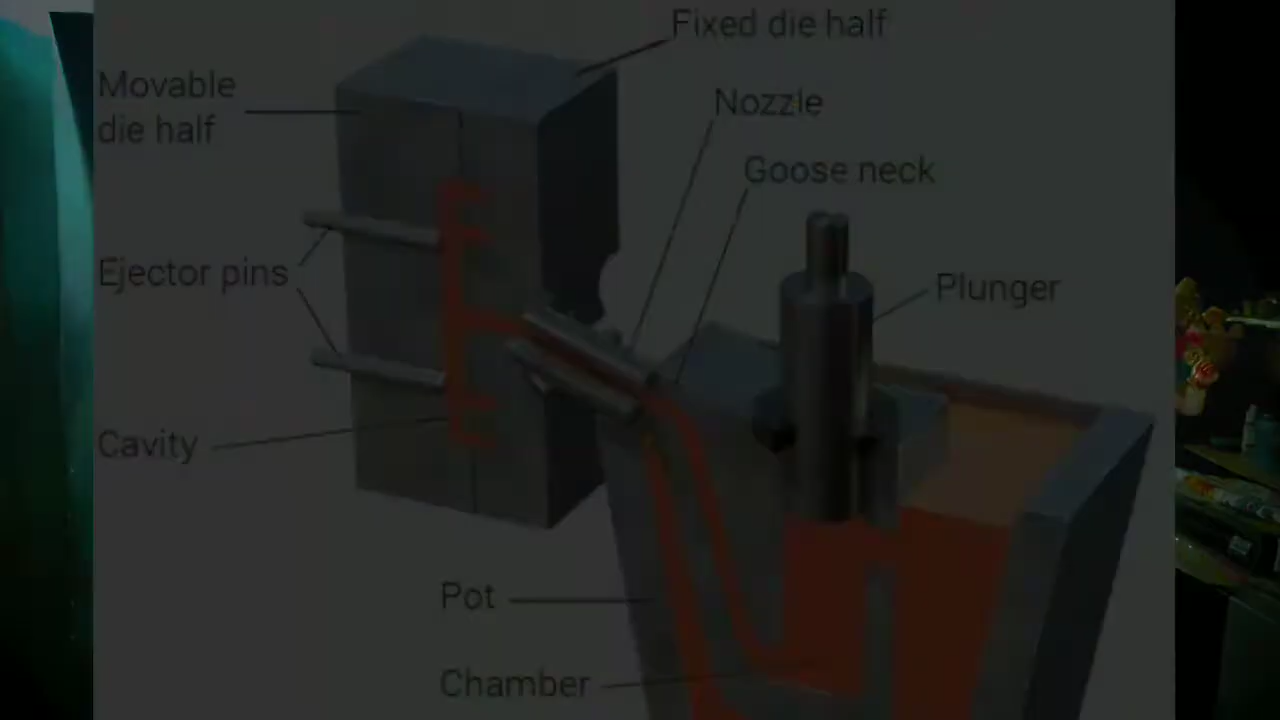 Fixed die half
Movable
die half
Nozzle
Goose neck
Ejector pins
Plunger
Cavity
Pot
Chamber